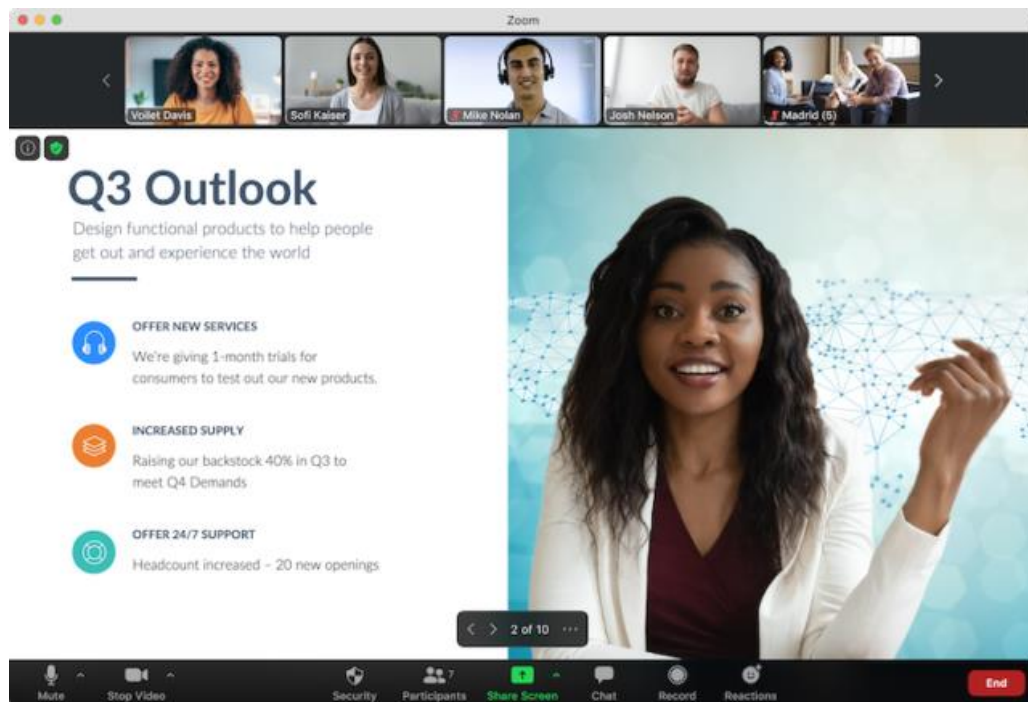 Zoom
Voilet Davis
Sofi Kaiser
Mike Nolan
Josh Nelson
Madrid (5)
Q3 Outlook
Design functional products to help people
get out and experience the world
OFFER NEW SERVICES
We're giving 1-month trials for
consumers to test out our new products.
INCREASED SUPPLY
Raising our backstock 40% in Q3 to
meet Q4 Demands
OFFER 24/7 SUPPORT
Headcount increased – 20 new openings
2 of 10 ···
Mute
Stop Video
Security
Participants 7
Share Screen
Chat
Record
Reactions
End